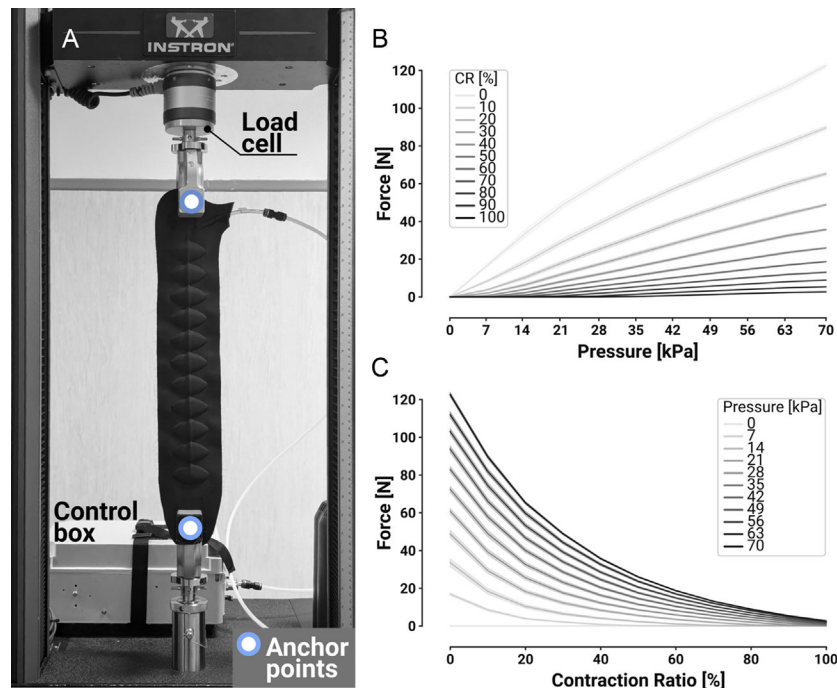 A
INSTRON®
Load
cell
Control
box
Anchor
points
B
CR [%]
0
10
20
30
40
50
60
70
80
90
100
120
100
80
60
40
20
0
Force [N]
0 7 14 21 28 35 42 49 56 63 70
Pressure [kPa]
C
Pressure [kPa]
0
7
14
21
28
35
42
49
56
63
70
120
100
80
60
40
20
0
Force [N]
0 20 40 60 80 100
Contraction Ratio [%]